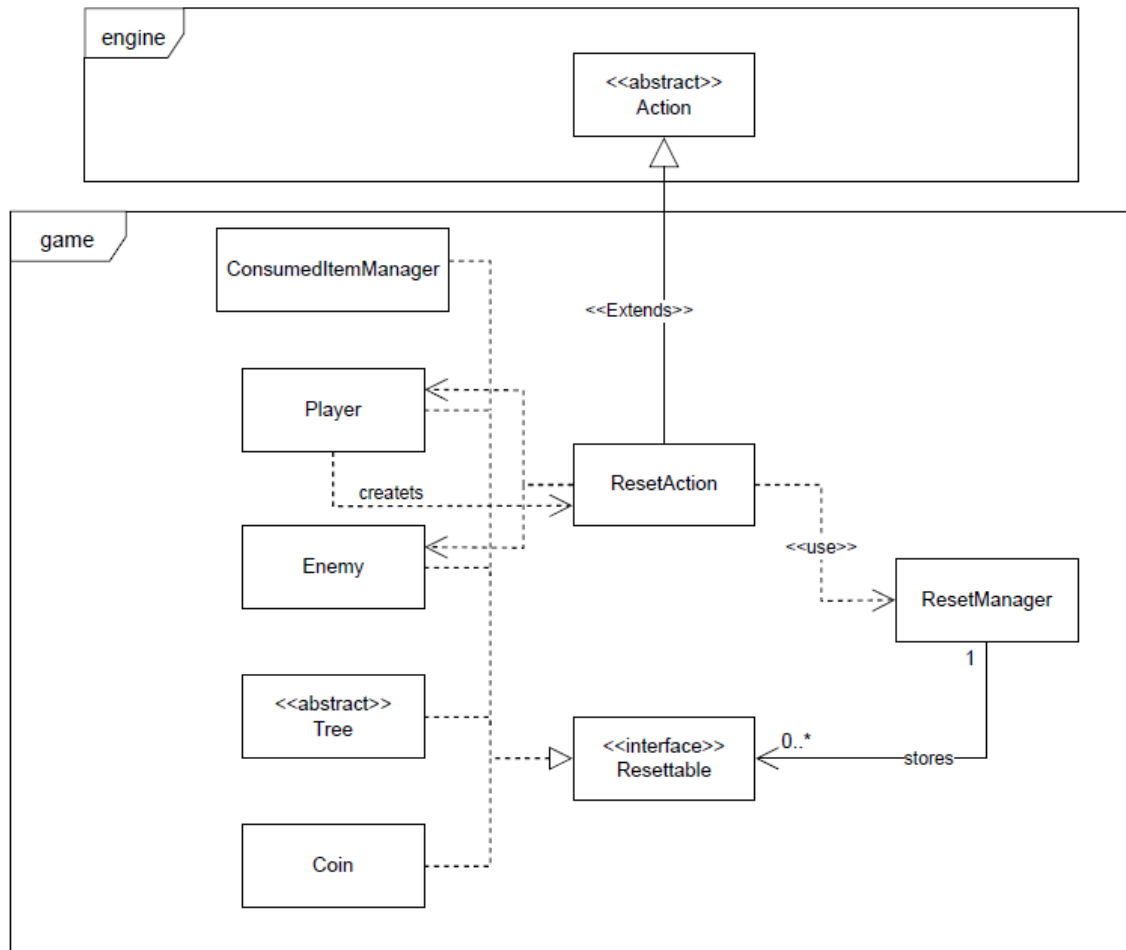 engine
<<abstract>>
Action
game
ConsumedItemManager
<<Extends>>
Player
createts
ResetAction
<<use>>
Enemy
ResetManager
1
<<abstract>>
Tree
<<interface>>
Resettable
0..*
stores
Coin